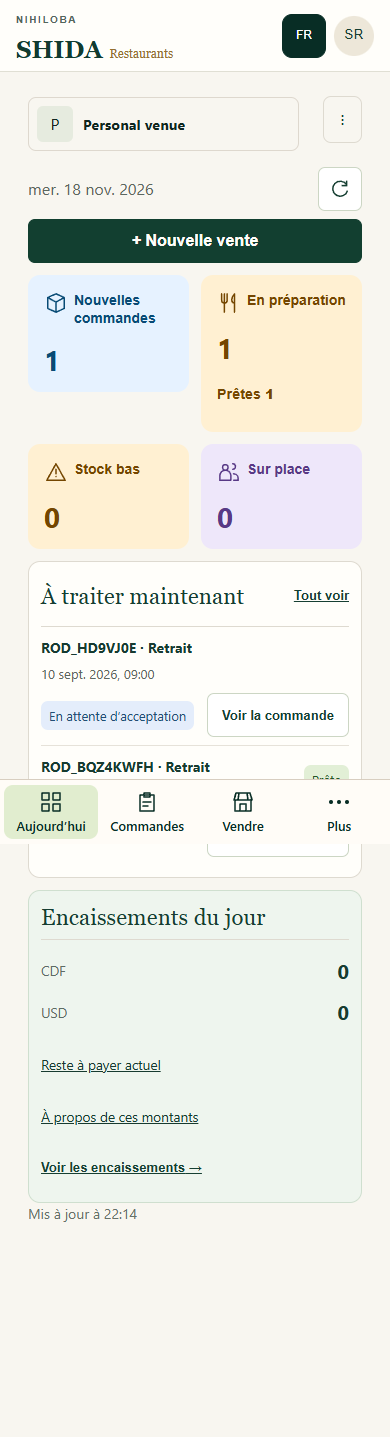 NIHILOBA
SHIDA Restaurants
FR
SR
P
Personal venue
mer. 18 nov. 2026
+ Nouvelle vente
Nouvelles
commandes
1
En préparation
1
Prêtes 1
Stock bas
0
Sur place
0
À traiter maintenant
Tout voir
ROD_HD9VJ0E · Retrait
10 sept. 2026, 09:00
En attente d'acceptation
Voir la commande
ROD_BQZ4KWFH · Retrait
Aujourd'hui
Commandes
Vendre
Plus
Encaissements du jour
CDF
0
USD
0
Reste à payer actuel
À propos de ces montants
Voir les encaissements →
Mis à jour à 22:14